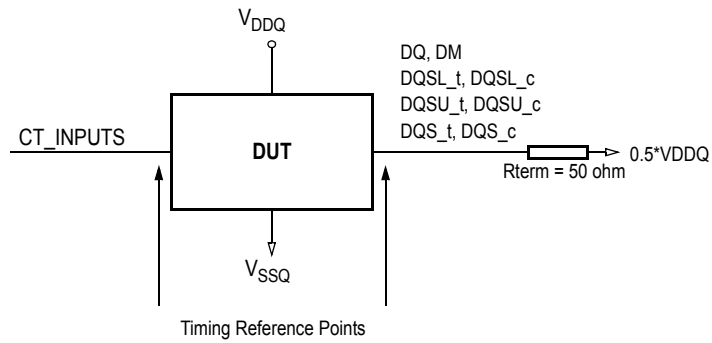 VDDQ
DQ, DM
DQSL_t, DQSL_c
DQSU_t, DQSU_c
DQS_t, DQS_c
CT_INPUTS
DUT
0.5*VDDQ
Rterm = 50 ohm
VSSQ
Timing Reference Points